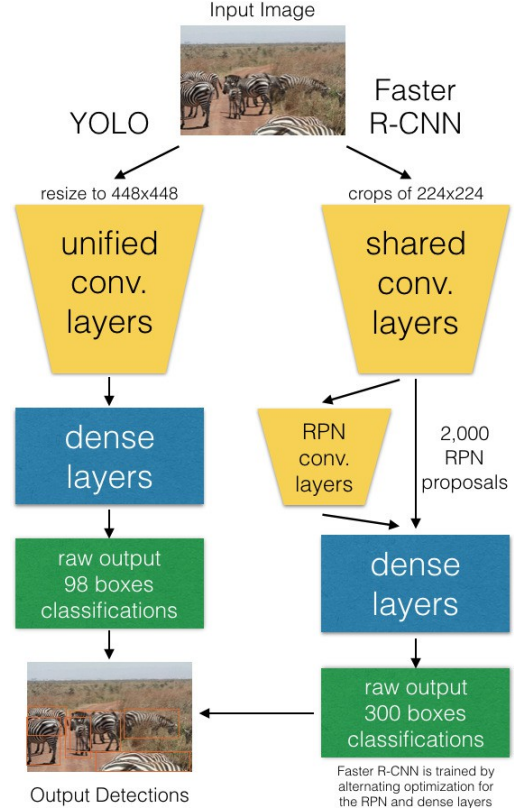 Input Image
YOLO
Faster
R-CNN
resize to 448x448
crops of 224x224
unified
conv.
layers
shared
conv.
layers
dense
layers
RPN
conv.
layers
2,000
RPN
proposals
raw output
98 boxes
classifications
dense
layers
raw output
300 boxes
classifications
Output Detections
Faster R-CNN is trained by
alternating optimization for
the RPN and dense layers